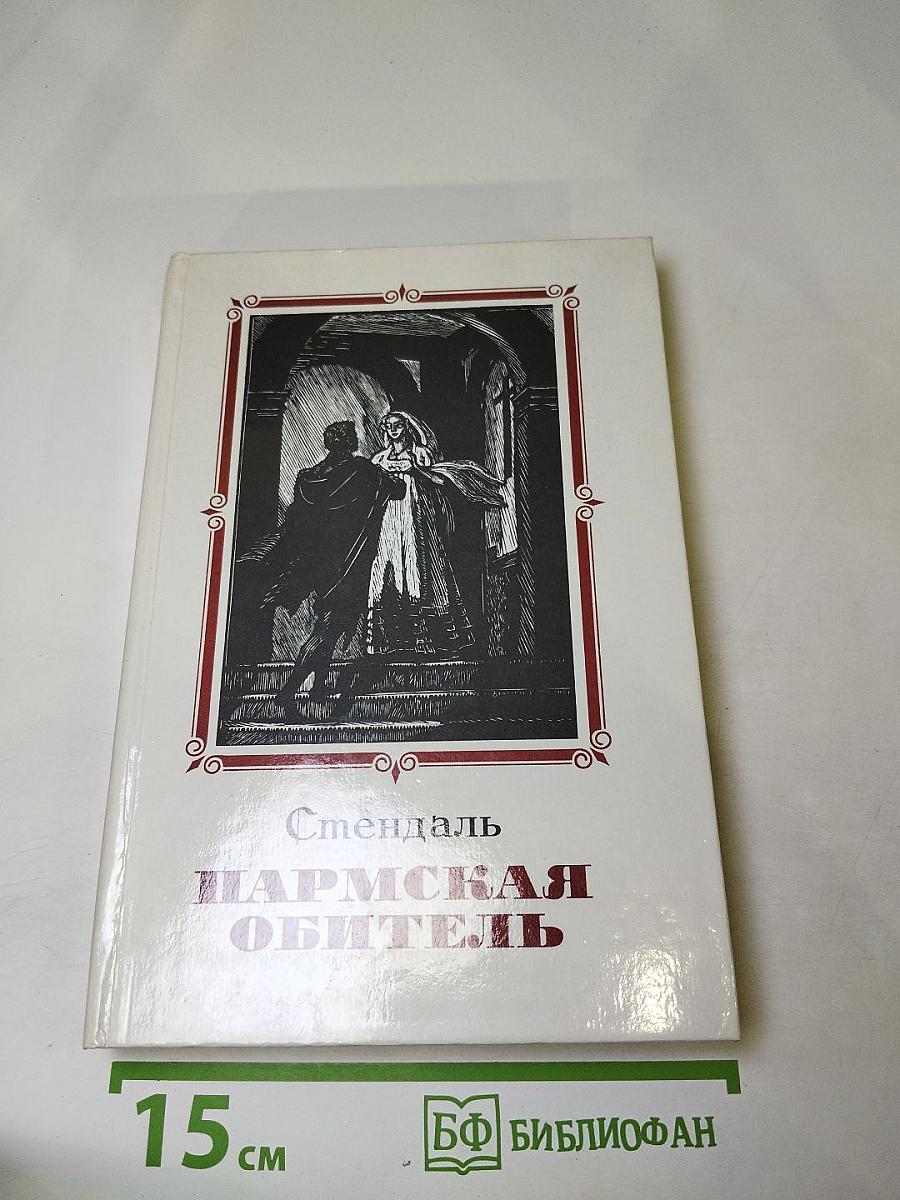 Стендаль
ПАРМСКАЯ
ОБИТЕЛЬ
15 см
БФ БИБЛИОФАН